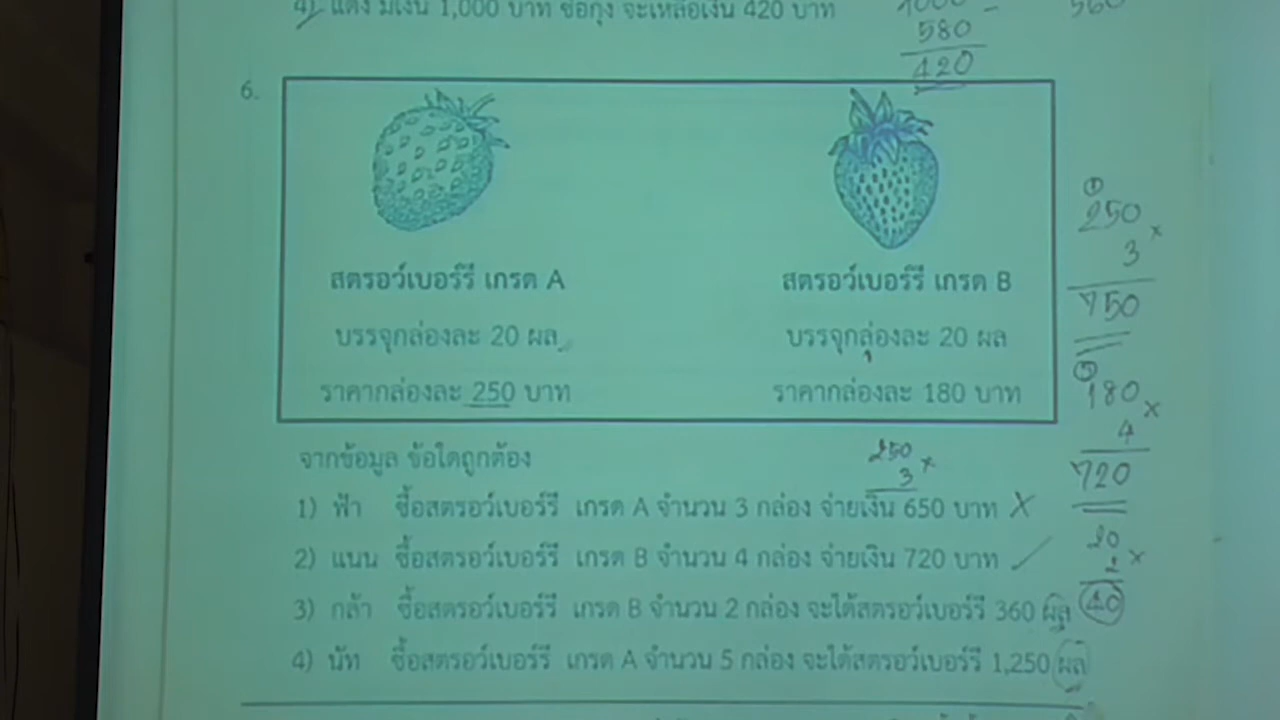 4) แตง มีเงิน 1,000 บาท ซื้อกุ้ง จะเหลือเงิน 420 บาท
1000 -
580
420
560
6.
สตรอว์เบอร์รี เกรด A
บรรจุกล่องละ 20 ผล
ราคากล่องละ 250 บาท
สตรอว์เบอร์รี เกรด B
บรรจุกล่องละ 20 ผล
ราคากล่องละ 180 บาท
จากข้อมูล ข้อใดถูกต้อง
250
3 ×
1) ฟ้า ซื้อสตรอว์เบอร์รี เกรด A จำนวน 3 กล่อง จ่ายเงิน 650 บาท ×
2) แนน ซื้อสตรอว์เบอร์รี เกรด B จำนวน 4 กล่อง จ่ายเงิน 720 บาท ✓
3) กล้า ซื้อสตรอว์เบอร์รี เกรด B จำนวน 2 กล่อง จะได้สตรอว์เบอร์รี 360 ผล
4) นัท ซื้อสตรอว์เบอร์รี เกรด A จำนวน 5 กล่อง จะได้สตรอว์เบอร์รี 1,250 ผล
1
250 ×
3
750
180 ×
4
720
20 ×
2
40